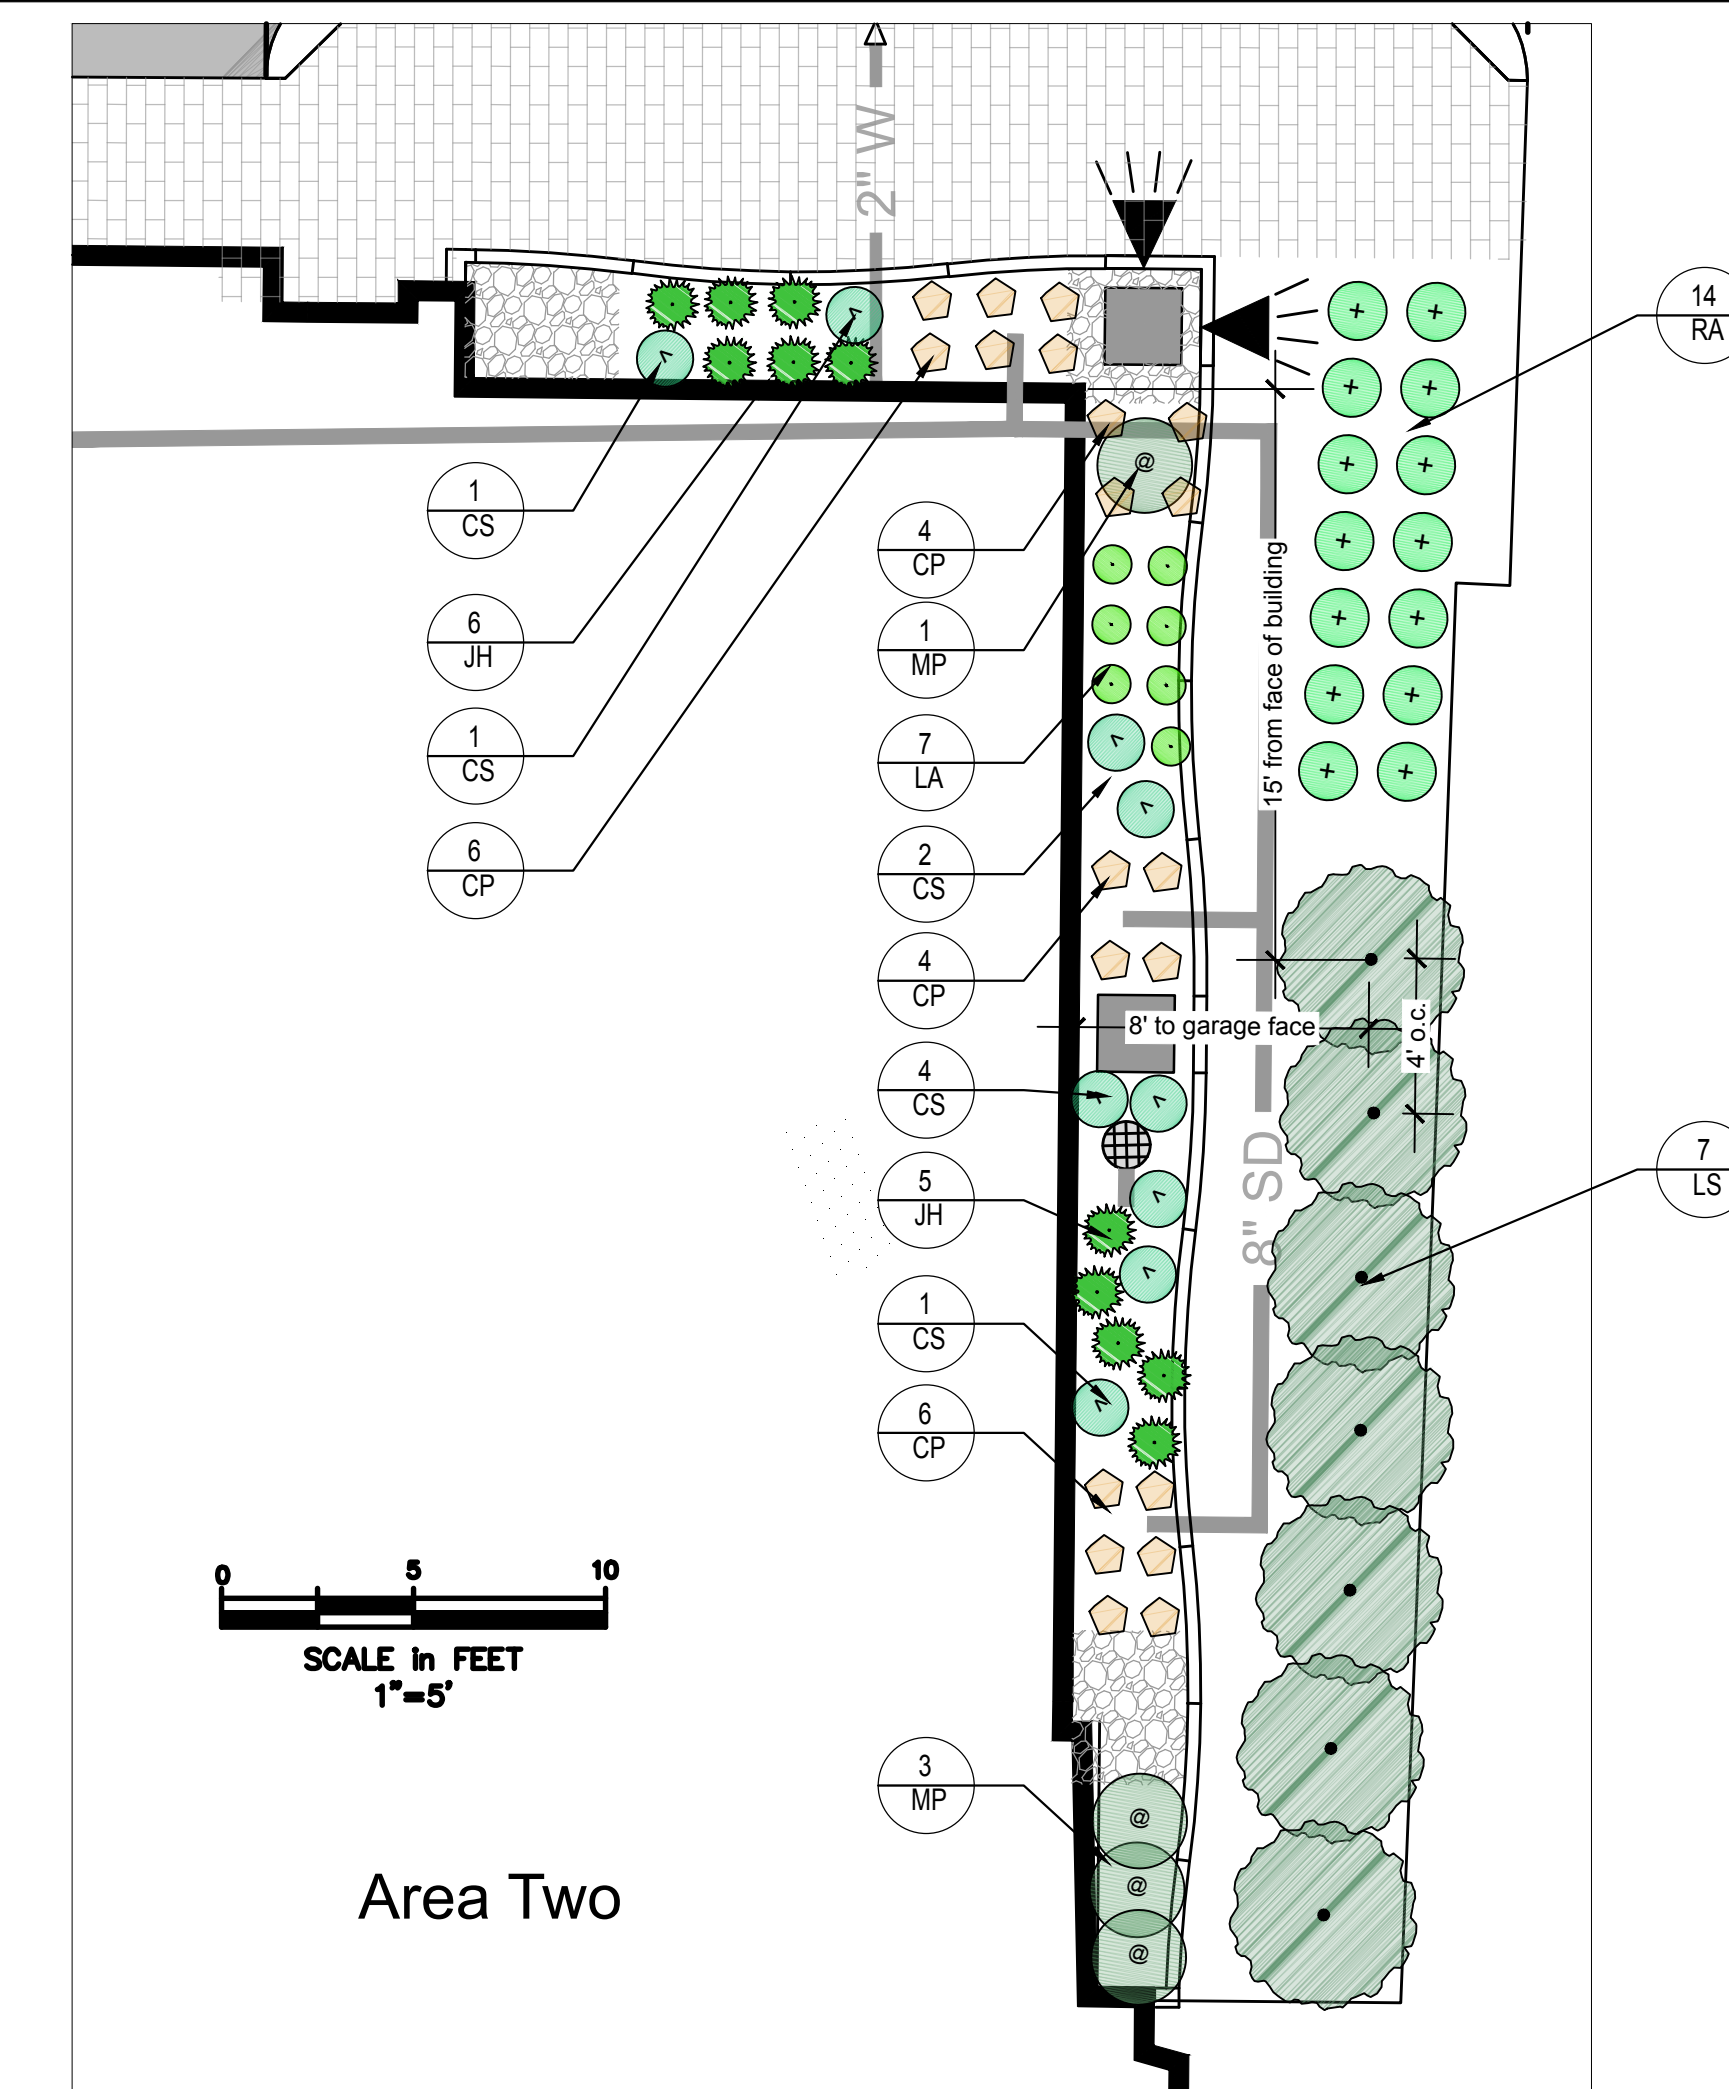 2" W
14
RA
1
CS
6
JH
1
CS
6
CP
4
CP
1
MP
7
LA
2
CS
4
CP
4
CS
5
JH
1
CS
6
CP
3
MP
@
15' from face of building
8' to garage face
4' o.c.
8" SD
7
LS
0 5 10
SCALE in FEET
1"=5'
@
@
@
Area Two